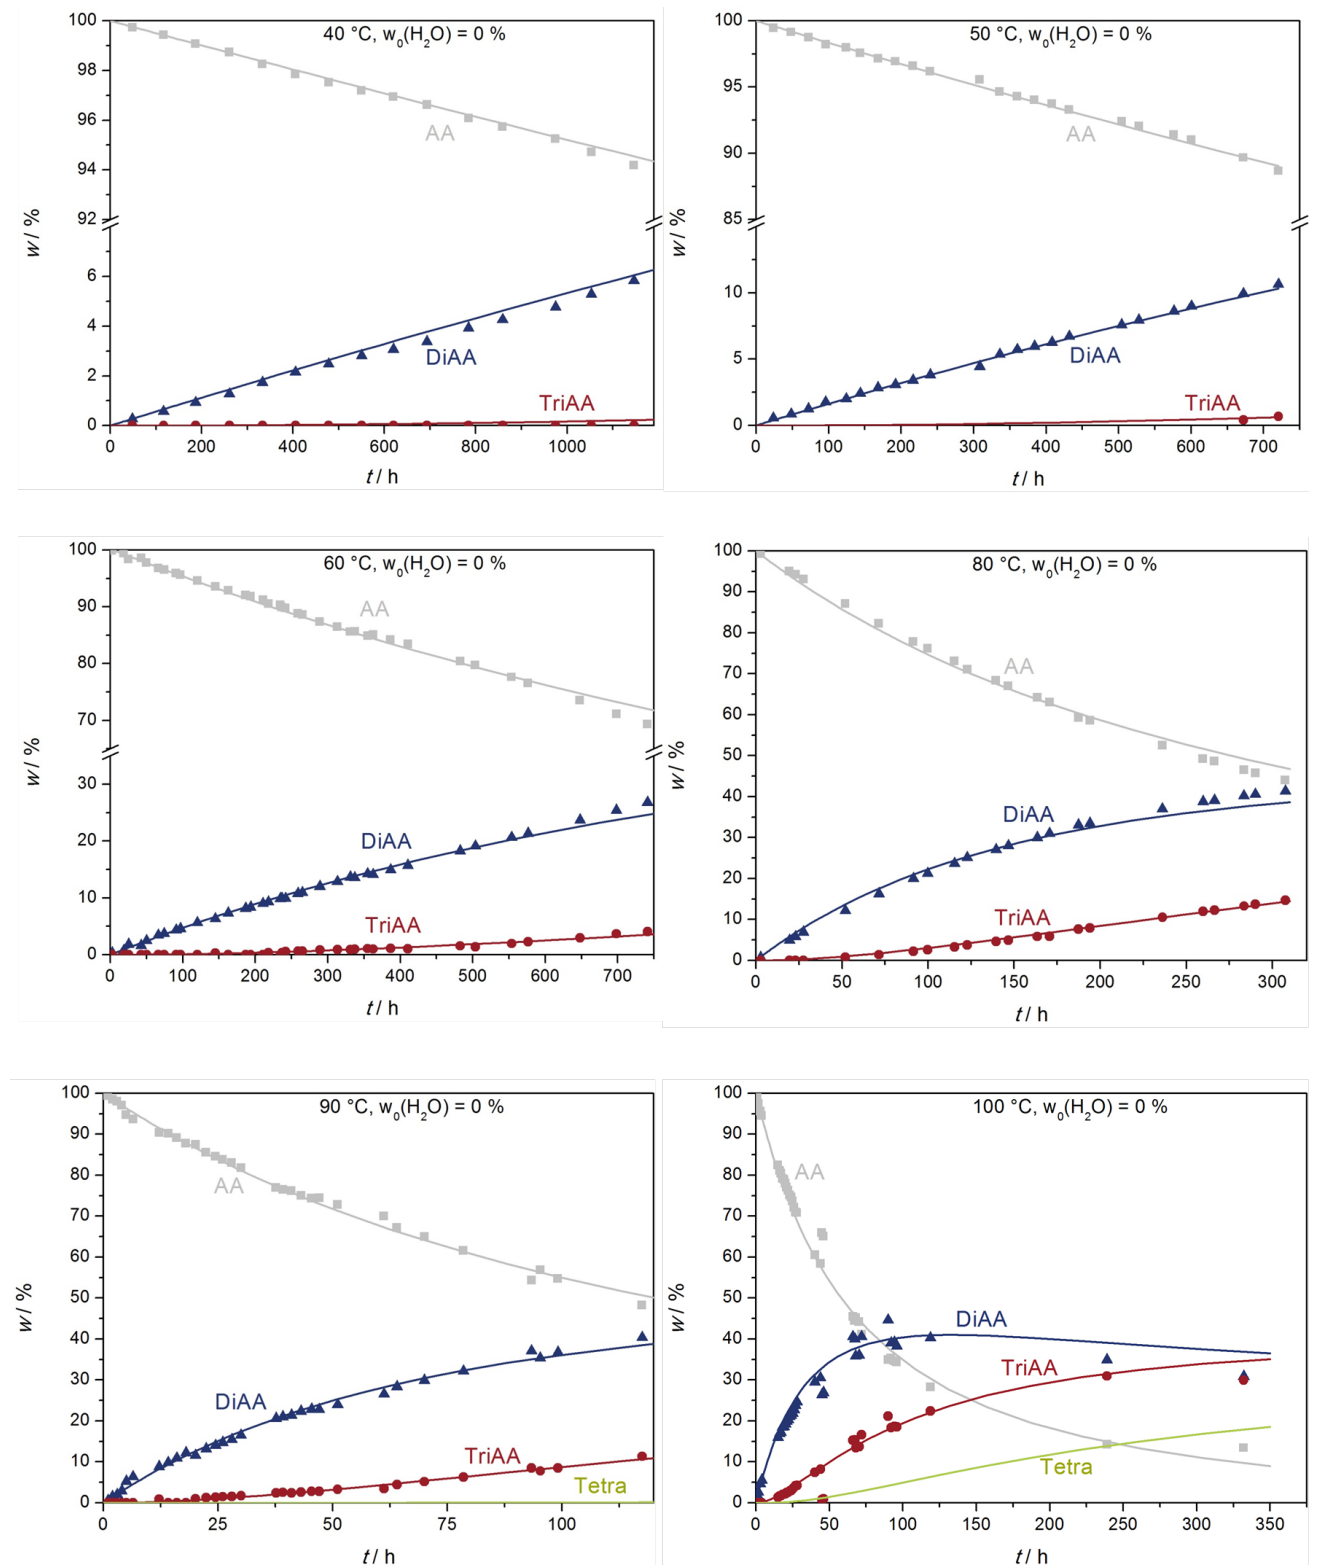 40 °C, w₀(H₂O) = 0 %
100
98
96
94
92
6
4
2
0
w / %
AA
DiAA
TriAA
0 200 400 600 800 1000
t / h
50 °C, w₀(H₂O) = 0 %
100
95
90
85
10
5
0
w / %
AA
DiAA
TriAA
0 100 200 300 400 500 600 700
t / h
60 °C, w₀(H₂O) = 0 %
100
90
80
70
30
20
10
0
w / %
AA
DiAA
TriAA
0 100 200 300 400 500 600 700
t / h
80 °C, w₀(H₂O) = 0 %
100
90
80
70
60
50
40
30
20
10
0
w / %
AA
DiAA
TriAA
0 50 100 150 200 250 300
t / h
90 °C, w₀(H₂O) = 0 %
100
90
80
70
60
50
40
30
20
10
0
w / %
AA
DiAA
TriAA
Tetra
0 25 50 75 100
t / h
100 °C, w₀(H₂O) = 0 %
100
90
80
70
60
50
40
30
20
10
0
w / %
AA
DiAA
TriAA
Tetra
0 50 100 150 200 250 300 350
t / h